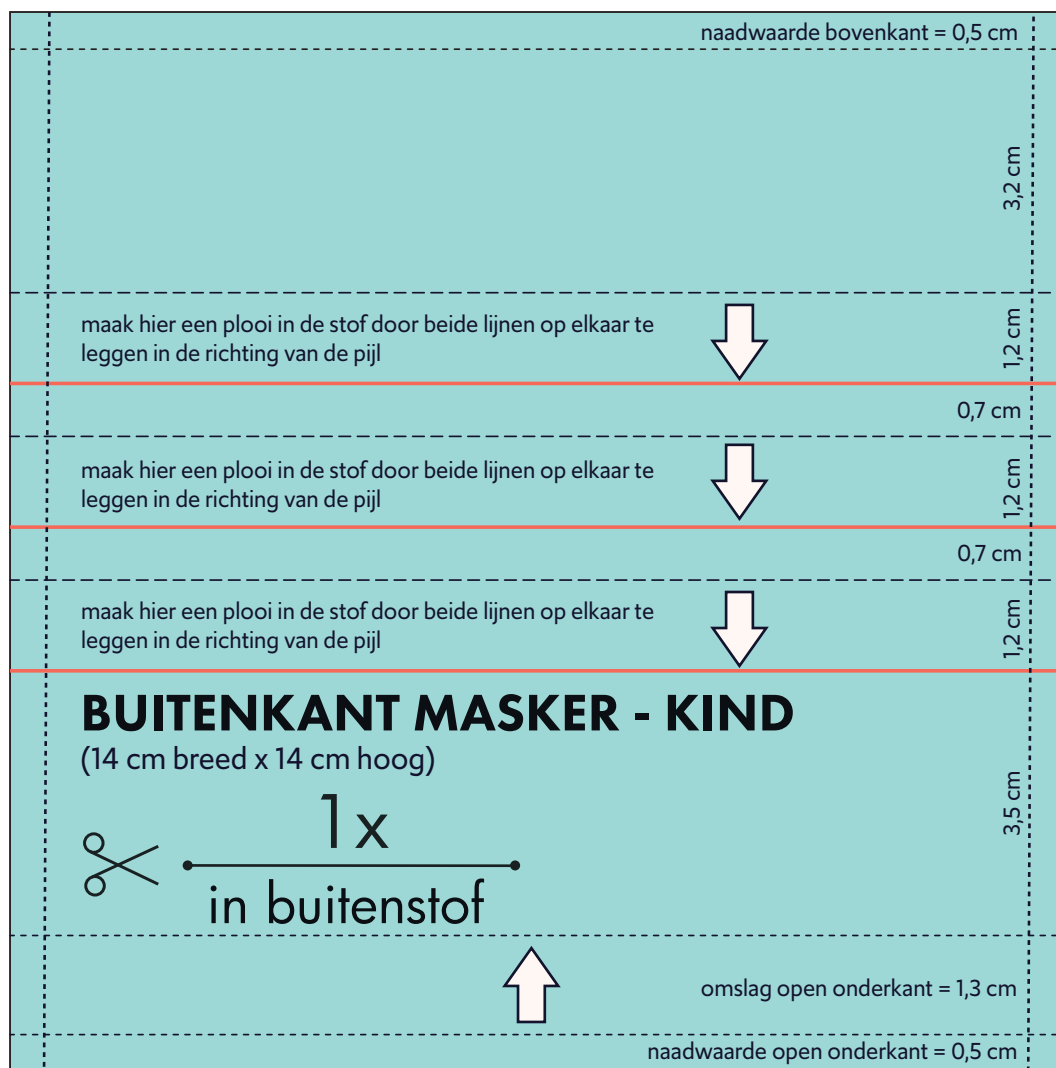 naadwaarde bovenkant = 0,5 cm
3,2 cm
maak hier een plooi in de stof door beide lijnen op elkaar te
leggen in de richting van de pijl
1,2 cm
0,7 cm
maak hier een plooi in de stof door beide lijnen op elkaar te
leggen in de richting van de pijl
1,2 cm
0,7 cm
maak hier een plooi in de stof door beide lijnen op elkaar te
leggen in de richting van de pijl
1,2 cm
BUITENKANT MASKER - KIND
(14 cm breed x 14 cm hoog)
1x
in buitenstof
3,5 cm
omslag open onderkant = 1,3 cm
naadwaarde open onderkant = 0,5 cm